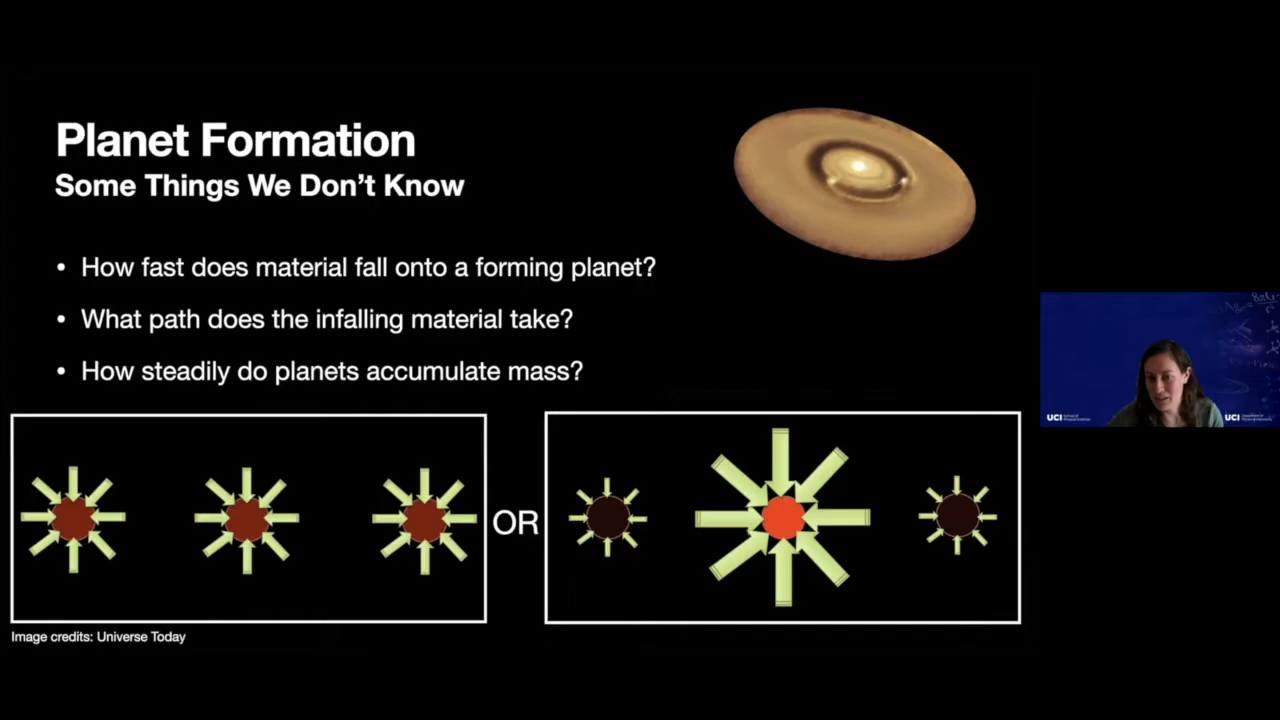 Planet Formation
Some Things We Don't Know
• How fast does material fall onto a forming planet?
• What path does the infalling material take?
• How steadily do planets accumulate mass?
OR
Image credits: Universe Today
UCI
UCI